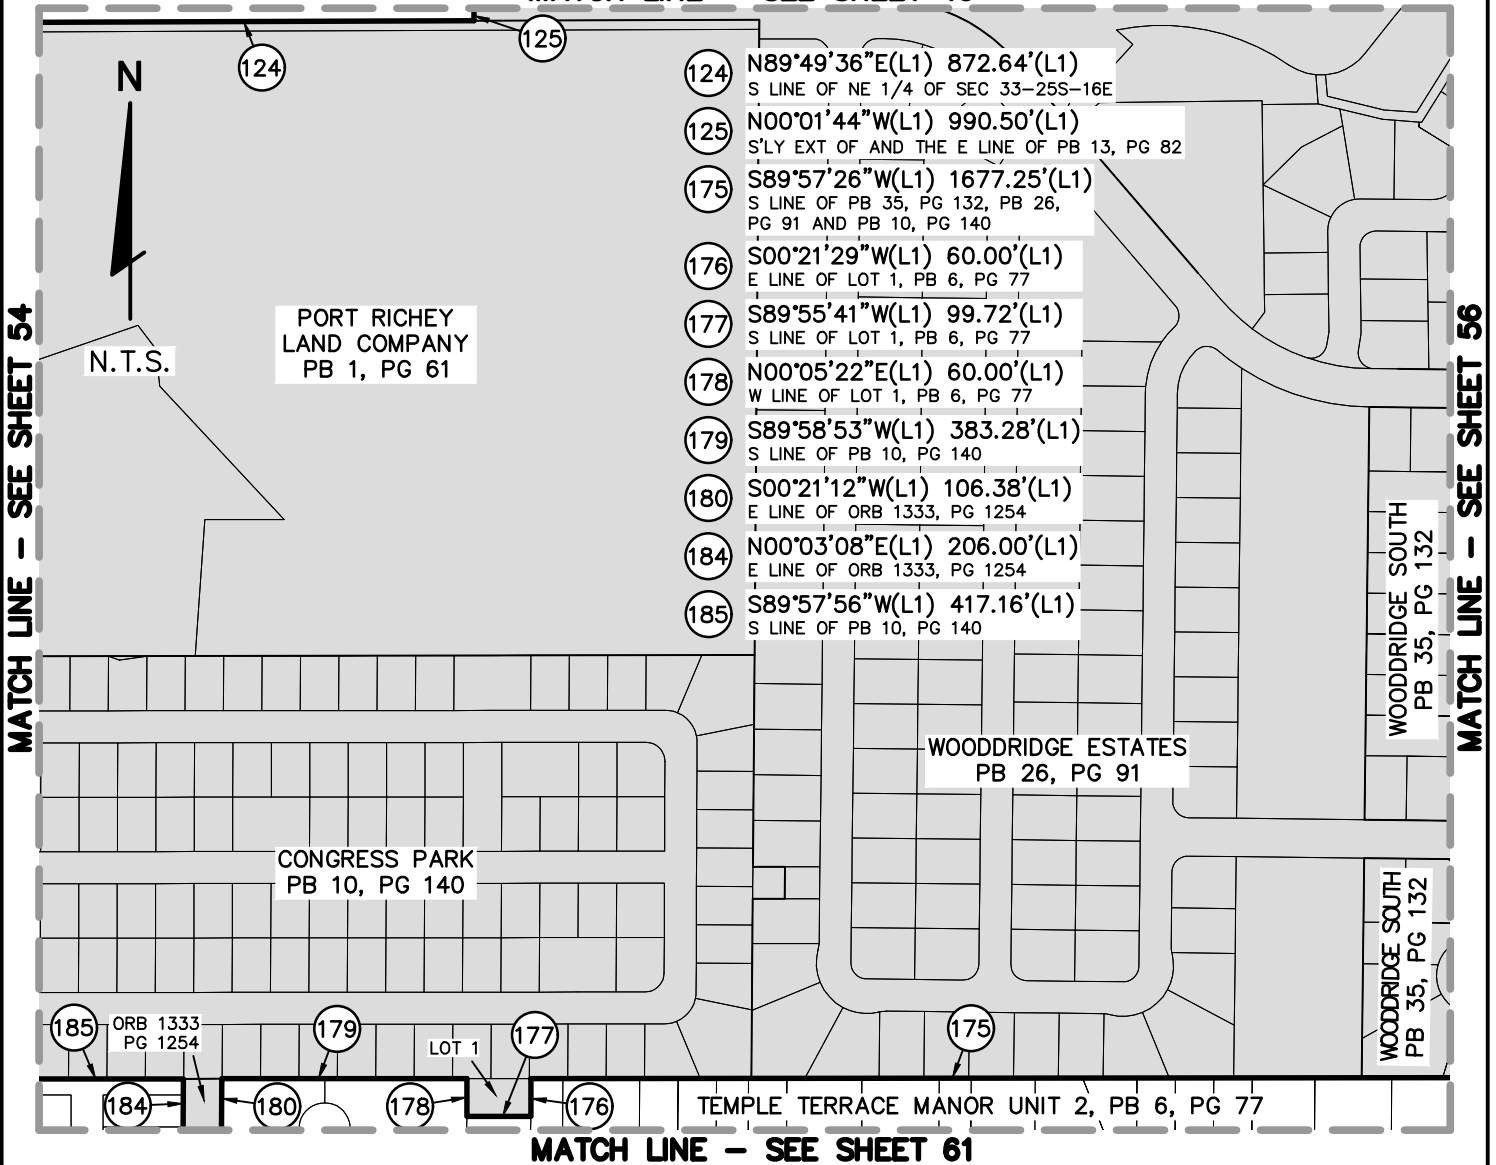 124
125
N
N.T.S.
PORT RICHEY
LAND COMPANY
PB 1, PG 61
124 N89°49'36"E(L1) 872.64'(L1)
S LINE OF NE 1/4 OF SEC 33-25S-16E
125 N00°01'44"W(L1) 990.50'(L1)
S'LY EXT OF AND THE E LINE OF PB 13, PG 82
175 S89°57'26"W(L1) 1677.25'(L1)
S LINE OF PB 35, PG 132, PB 26,
PG 91 AND PB 10, PG 140
176 S00°21'29"W(L1) 60.00'(L1)
E LINE OF LOT 1, PB 6, PG 77
177 S89°55'41"W(L1) 99.72'(L1)
S LINE OF LOT 1, PB 6, PG 77
178 N00°05'22"E(L1) 60.00'(L1)
W LINE OF LOT 1, PB 6, PG 77
179 S89°58'53"W(L1) 383.28'(L1)
S LINE OF PB 10, PG 140
180 S00°21'12"W(L1) 106.38'(L1)
E LINE OF ORB 1333, PG 1254
184 N00°03'08"E(L1) 206.00'(L1)
E LINE OF ORB 1333, PG 1254
185 S89°57'56"W(L1) 417.16'(L1)
S LINE OF PB 10, PG 140
MATCH LINE - SEE SHEET 54
MATCH LINE - SEE SHEET 56
WOODDRIDGE SOUTH
PB 35, PG 132
WOODDRIDGE ESTATES
PB 26, PG 91
CONGRESS PARK
PB 10, PG 140
WOODDRIDGE SOUTH
PB 35, PG 132
185
ORB 1333
PG 1254
179
LOT 1
177
175
184
180
178
176
TEMPLE TERRACE MANOR UNIT 2, PB 6, PG 77
MATCH LINE - SEE SHEET 61